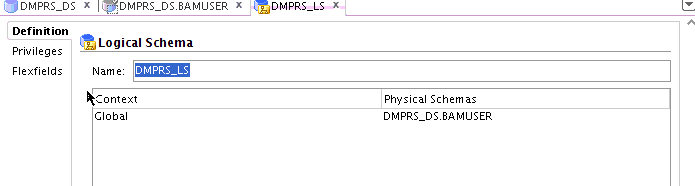 DMPRS_DS x DMPRS_DS.BAMUSER x DMPRS_LS x
Definition
Privileges
Flexfields
Logical Schema
Name: DMPRS_LS
Context Physical Schemas
Global DMPRS_DS.BAMUSER